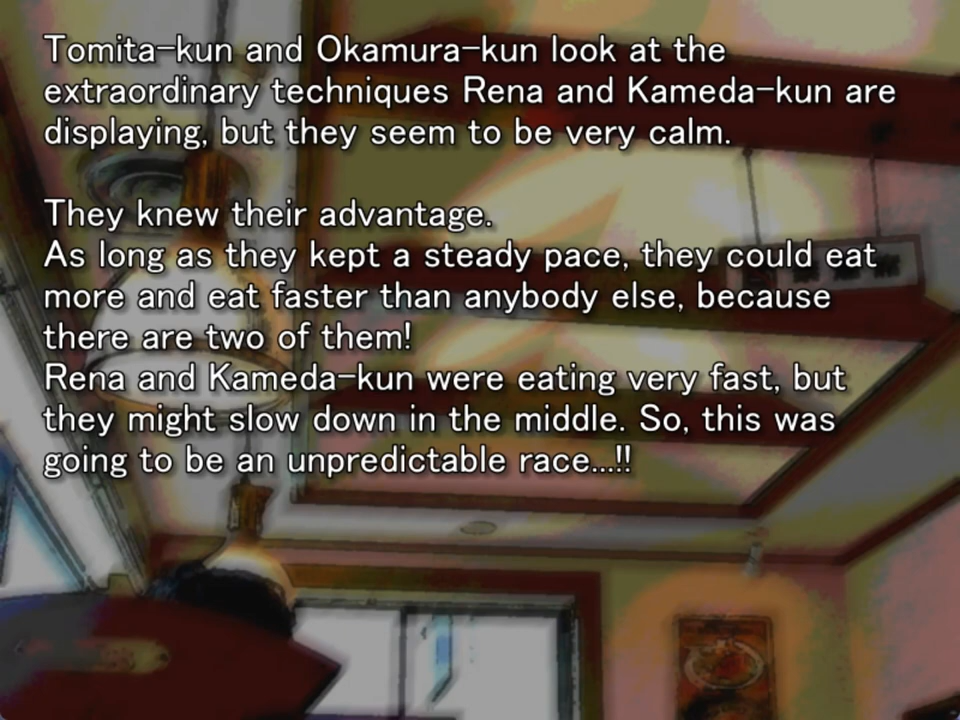 Tomita-kun and Okamura-kun look at the
extraordinary techniques Rena and Kameda-kun are
displaying, but they seem to be very calm.
They knew their advantage.
As long as they kept a steady pace, they could eat
more and eat faster than anybody else, because
there are two of them!
Rena and Kameda-kun were eating very fast, but
they might slow down in the middle. So, this was
going to be an unpredictable race...!!